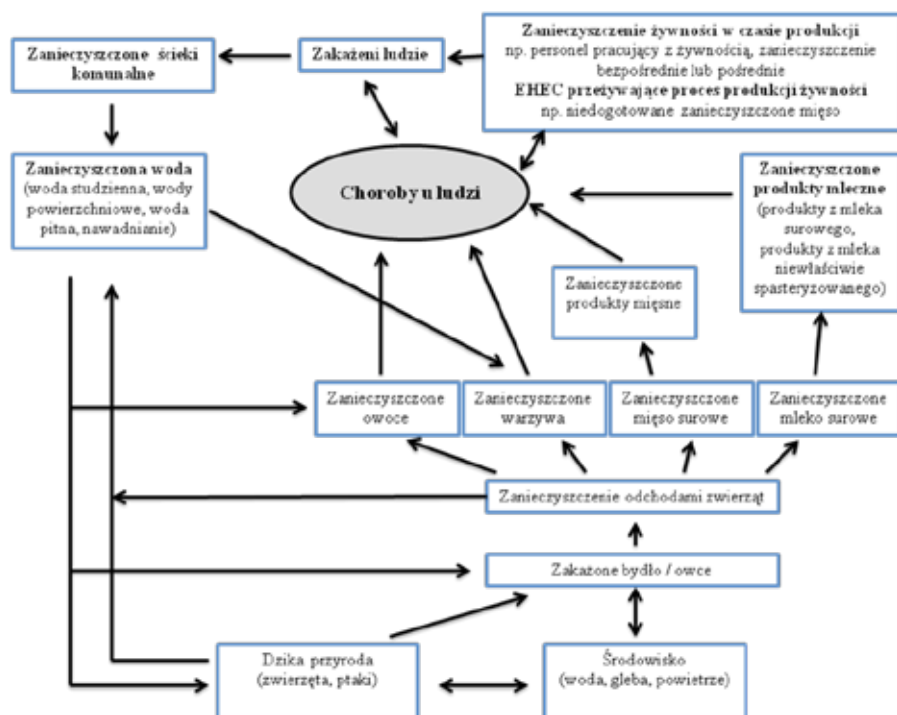 Zanieczyszczone ścieki
komunalne
Zakażeni ludzie
Zanieczyszczenie żywności w czasie produkcji
np. personel pracujący z żywnością, zanieczyszczenie
bezpośrednie lub pośrednie
EHEC przeżywające proces produkcji żywności
np. niedogotowane zanieczyszczone mięso
Zanieczyszczona woda
(woda studzienna, wody
powierzchniowe, woda
pitna, nawadnianie)
Choroby u ludzi
Zanieczyszczone
produkty mleczne
(produkty z mleka
surowego,
produkty z mleka
niewłaściwie
spasteryzowanego)
Zanieczyszczone
produkty mięsne
Zanieczyszczone
owoce
Zanieczyszczone
warzywa
Zanieczyszczone
mięso surowe
Zanieczyszczone
mleko surowe
Zanieczyszczenie odchodami zwierząt
Zakażone bydło / owce
Dzika przyroda
(zwierzęta, ptaki)
Środowisko
(woda, gleba, powietrze)